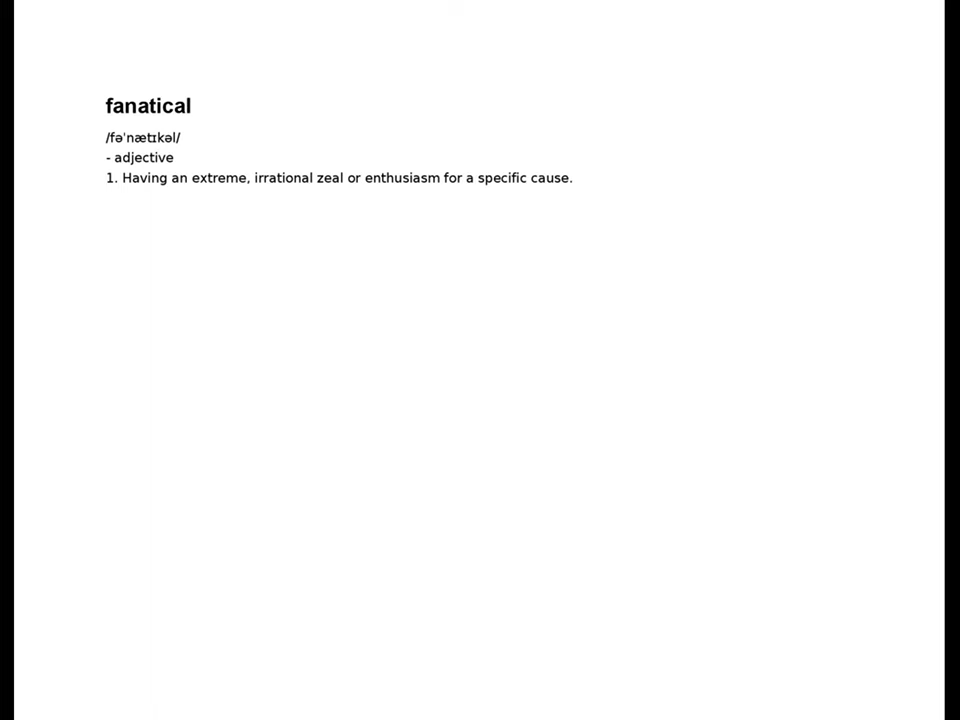 fanatical
/fəˈnætɪkəl/
- adjective
1. Having an extreme, irrational zeal or enthusiasm for a specific cause.